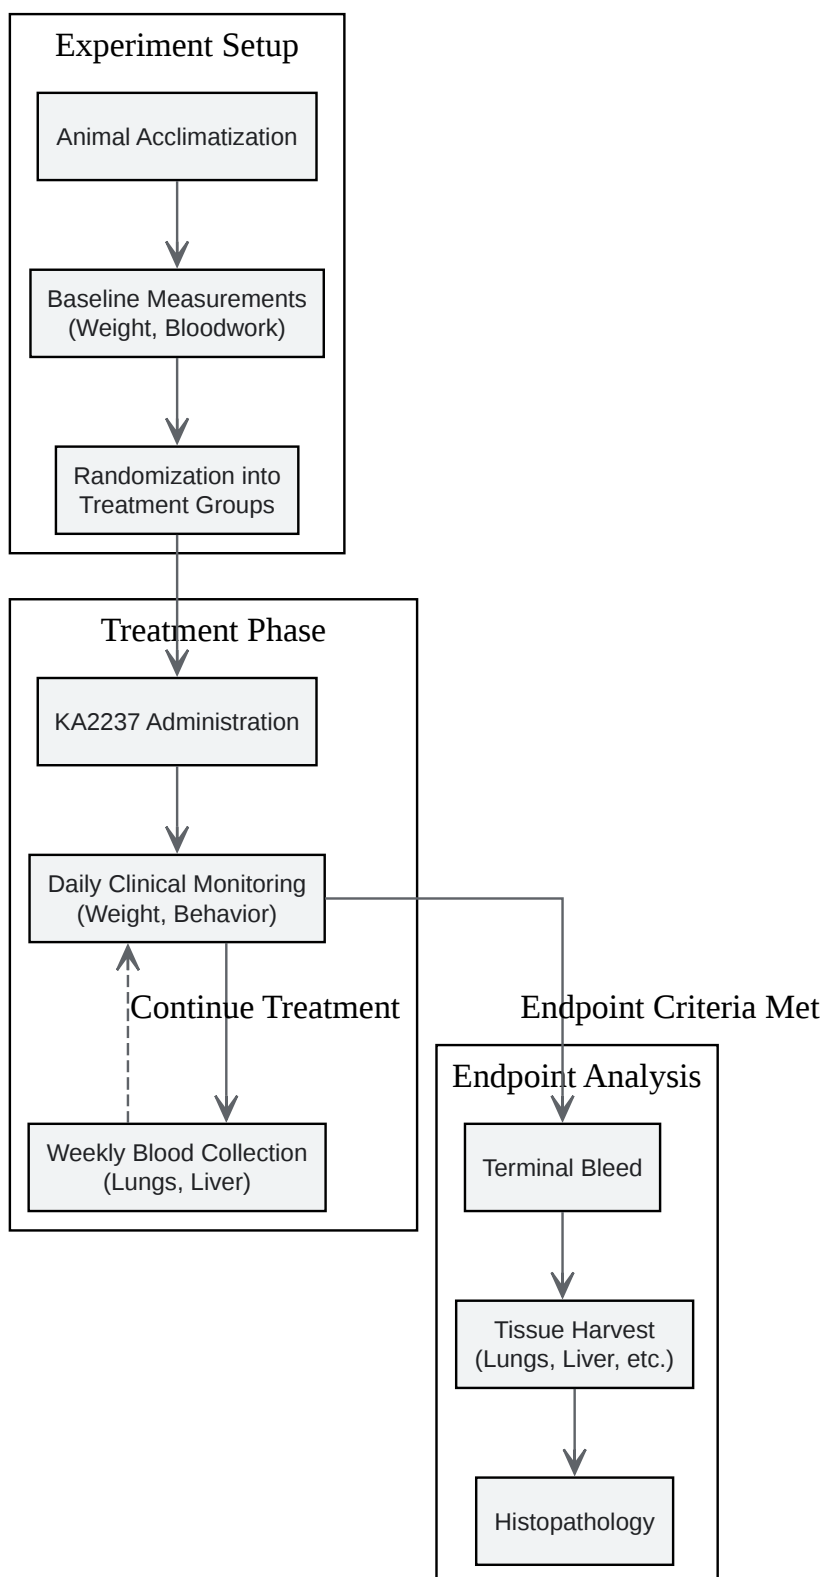 Experiment Setup
Animal Acclimatization
Baseline Measurements
(Weight, Bloodwork)
Randomization into
Treatment Groups
Treatment Phase
KA2237 Administration
Daily Clinical Monitoring
(Weight, Behavior)
Continue Treatment
Endpoint Criteria Met
Weekly Blood Collection
(Lungs, Liver)
Endpoint Analysis
Terminal Bleed
Tissue Harvest
(Lungs, Liver, etc.)
Histopathology